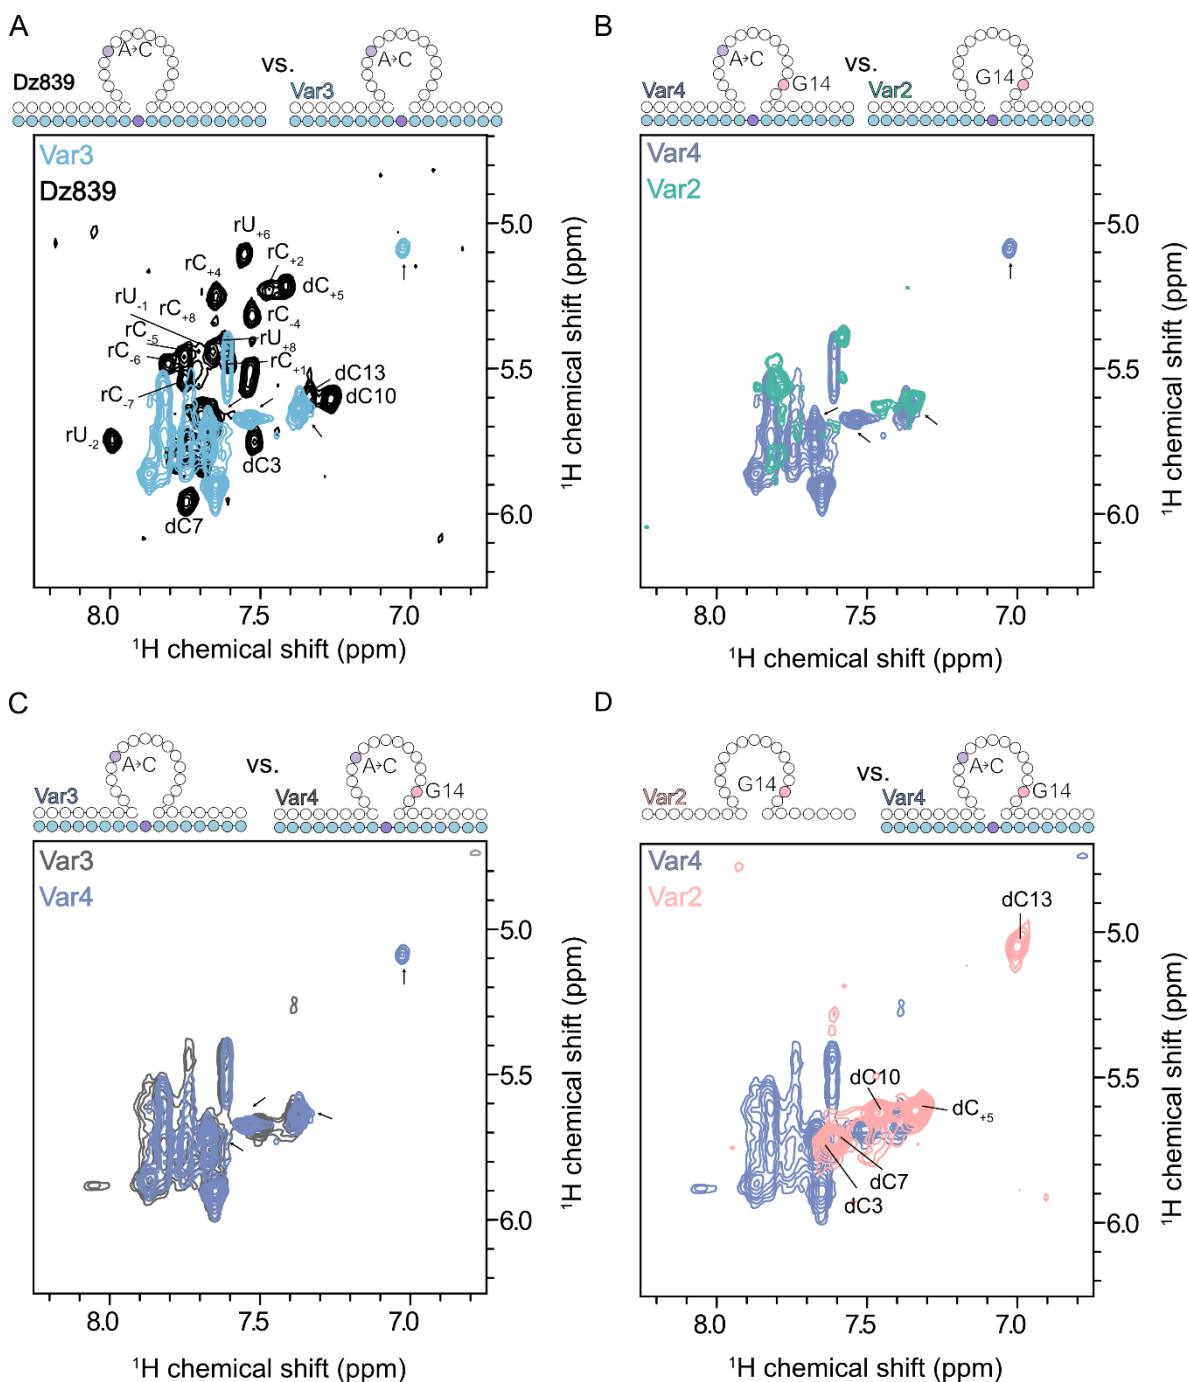 A
A→C
A→C
Dz839
vs.
Var3
Var3
Dz839
rU+6
rC+2
rC+4
dC+5
rU-1
rC+8
rC-4
rC-5
rU+8
rC-6
rC+1
dC13
rC-7
dC10
rU-2
dC3
dC7
5.0
5.5
6.0
8.0
7.5
7.0
1H chemical shift (ppm)
1H chemical shift (ppm)
B
A→C
G14
G14
Var4
vs.
Var2
Var4
Var2
5.0
5.5
6.0
8.0
7.5
7.0
1H chemical shift (ppm)
1H chemical shift (ppm)
C
A→C
A→C
G14
Var3
vs.
Var4
Var3
Var4
5.0
5.5
6.0
8.0
7.5
7.0
1H chemical shift (ppm)
1H chemical shift (ppm)
D
G14
A→C
G14
Var2
vs.
Var4
Var4
Var2
dC13
dC10
dC+5
dC7
dC3
5.0
5.5
6.0
8.0
7.5
7.0
1H chemical shift (ppm)
1H chemical shift (ppm)